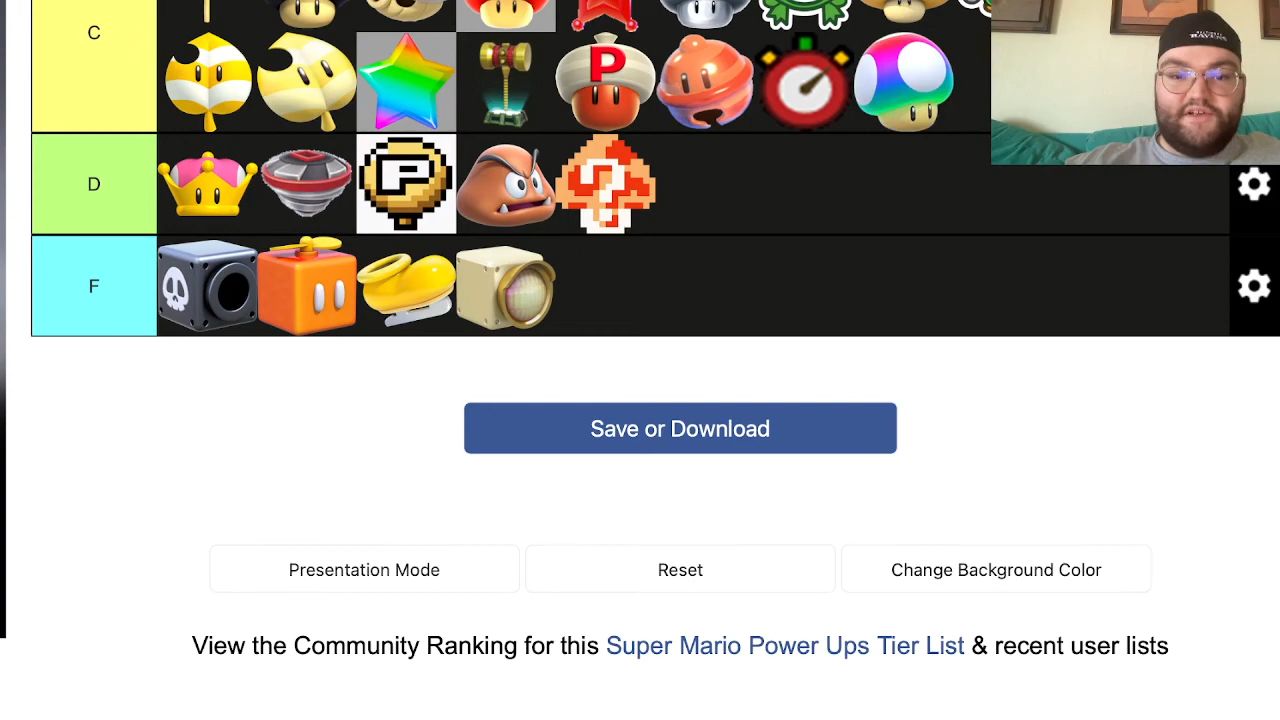 C
P
D
P
?
F
Save or Download
Presentation Mode
Reset
Change Background Color
View the Community Ranking for this Super Mario Power Ups Tier List & recent user lists